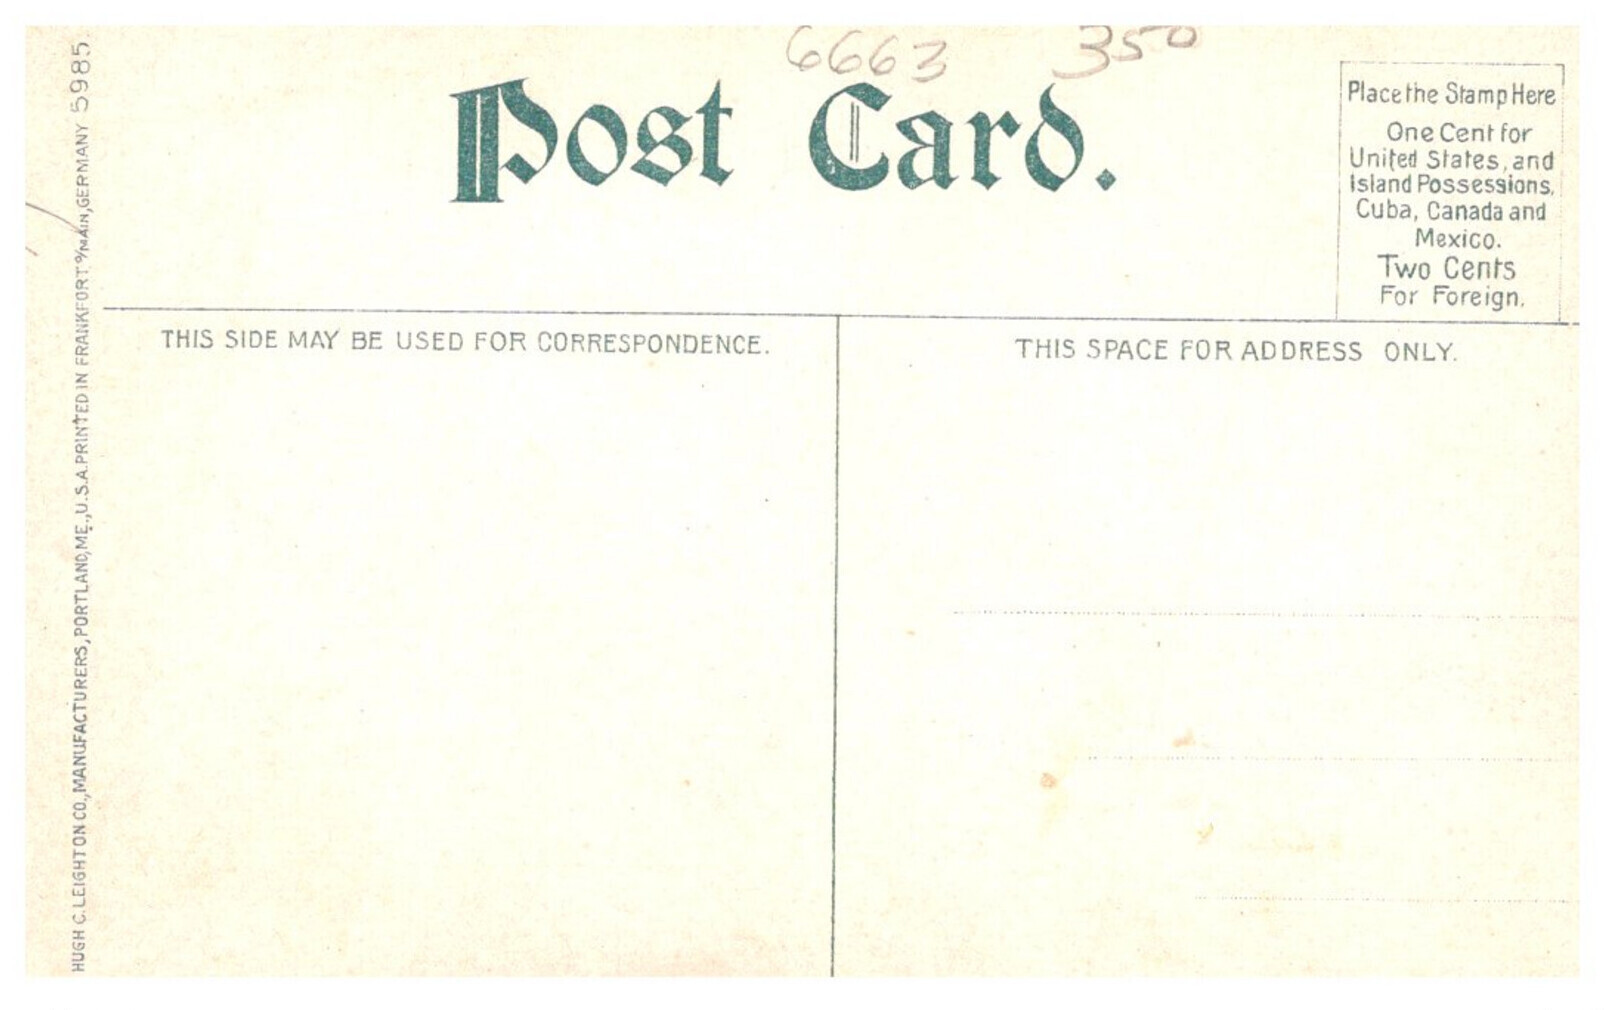 6663 350
Post Card.
Place the Stamp Here
One Cent for
United States, and
Island Possessions,
Cuba, Canada and
Mexico.
Two Cents
For Foreign.
THIS SIDE MAY BE USED FOR CORRESPONDENCE.
THIS SPACE FOR ADDRESS ONLY.
HUGH C. LEIGHTON CO., MANUFACTURERS, PORTLAND, ME., U.S.A. PRINTED IN FRANKFORT o/MAIN, GERMANY 5985